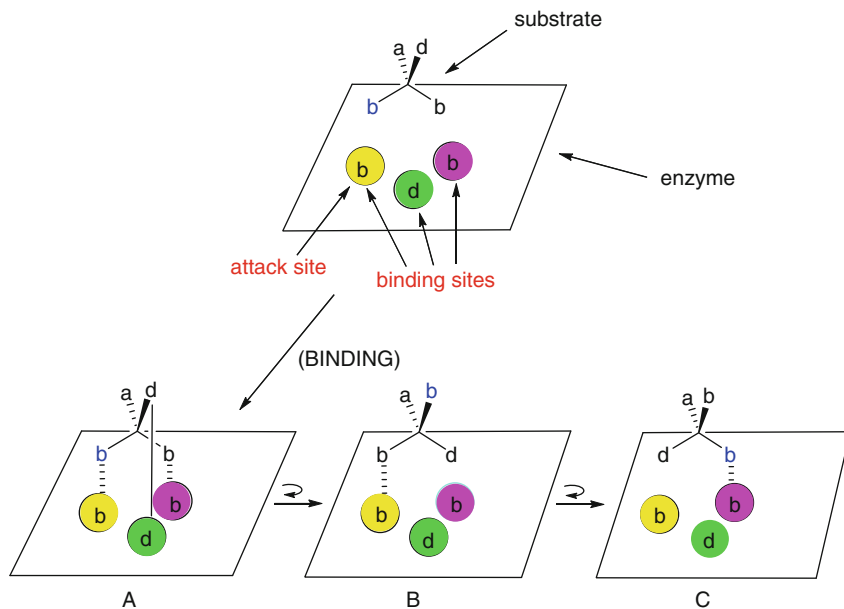 substrate
a d
b b
b b
d
enzyme
attack site
binding sites
(BINDING)
a d
b b
b b
d
A
a b
b d
b b
d
B
a b
d b
b b
d
C